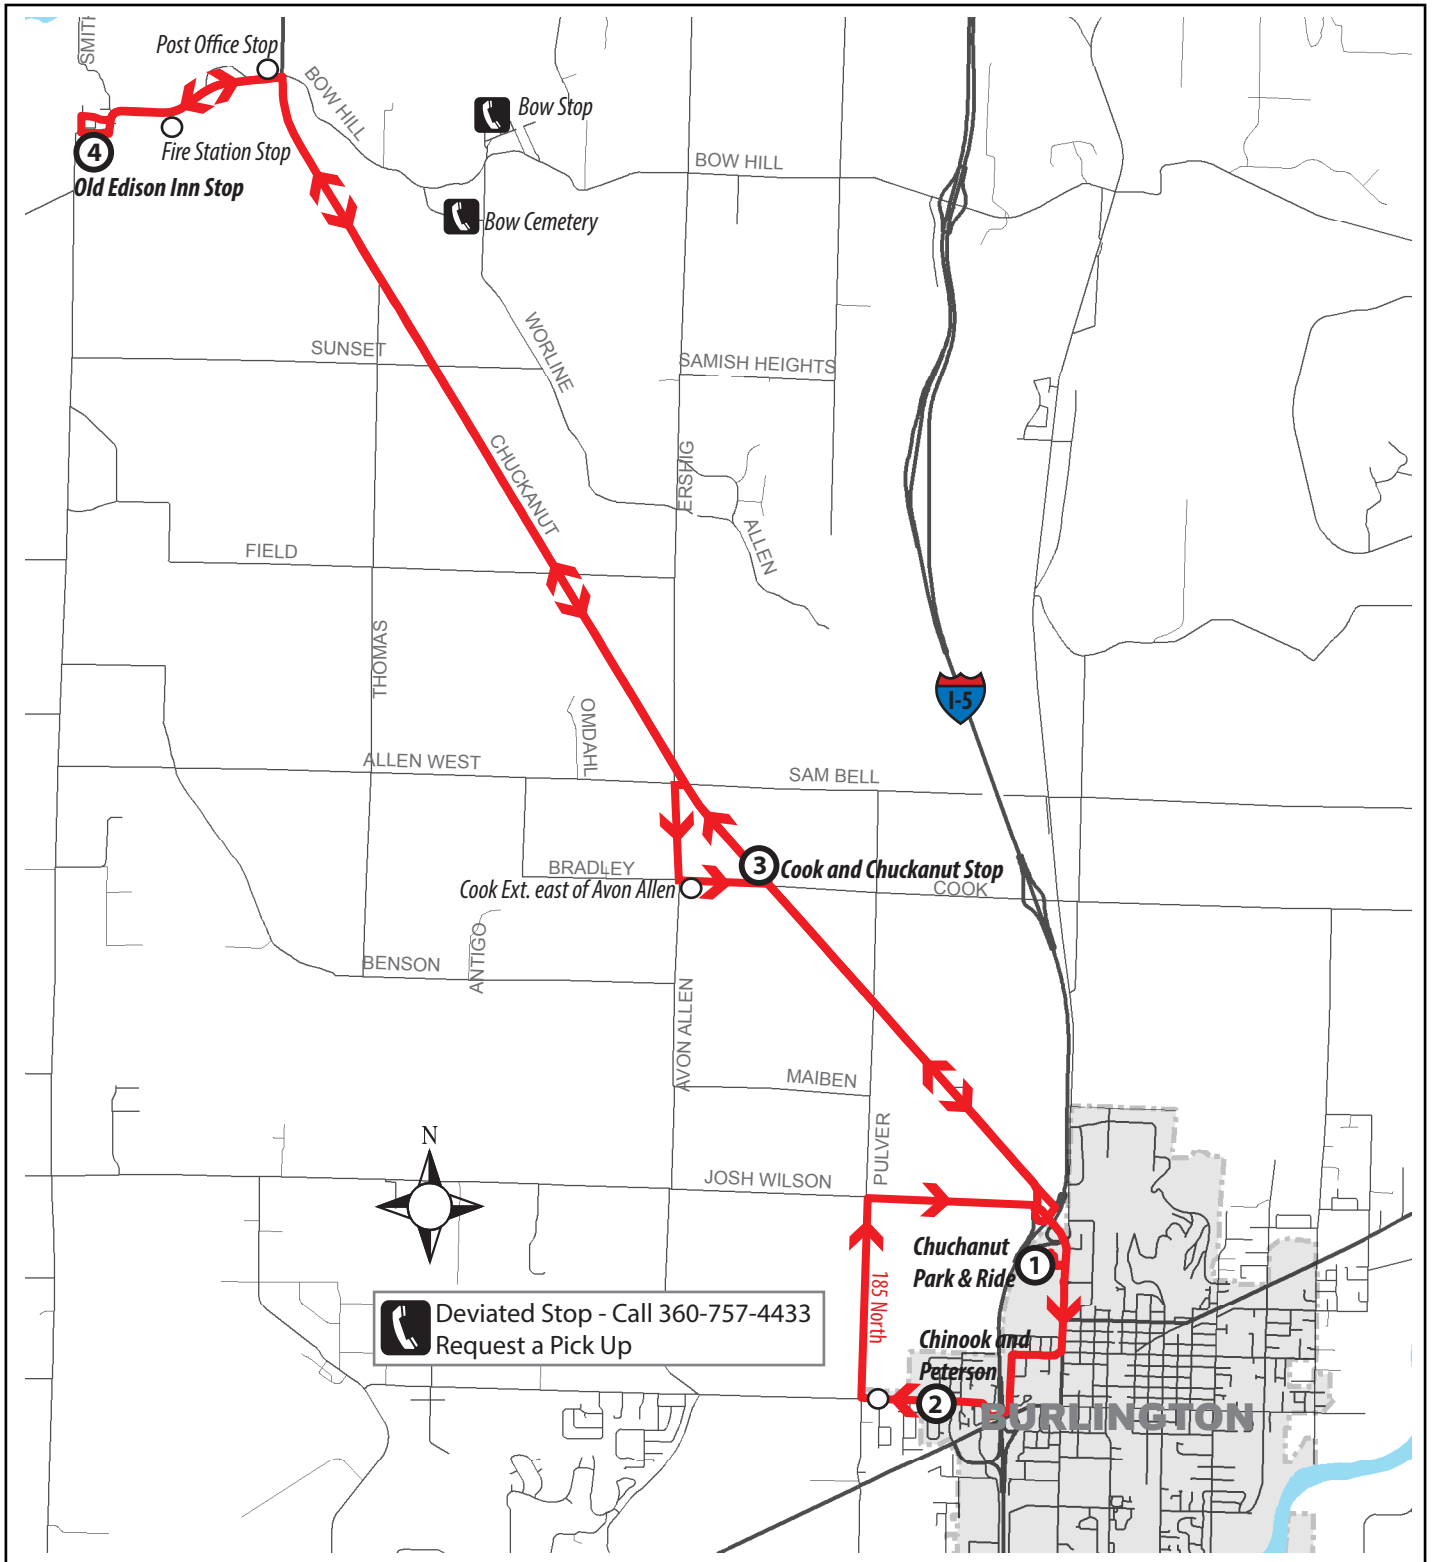 SMITH
Post Office Stop
BOW HILL
Bow Stop
4
Fire Station Stop
Old Edison Inn Stop
BOW HILL
Bow Cemetery
WORLINE
SUNSET
SAMISH HEIGHTS
CHUCKANUT
ERSHIG
ALLEN
FIELD
THOMAS
I-5
OMDAHL
ALLEN WEST
SAM BELL
BRADLEY
3
Cook and Chuckanut Stop
Cook Ext. east of Avon Allen
COOK
ANTIGO
BENSON
AVON ALLEN
MAIBEN
PULVER
N
JOSH WILSON
Chuchanut
Park & Ride
1
185 North
Deviated Stop - Call 360-757-4433
Request a Pick Up
Chinook and
Peterson
2
BURLINGTON